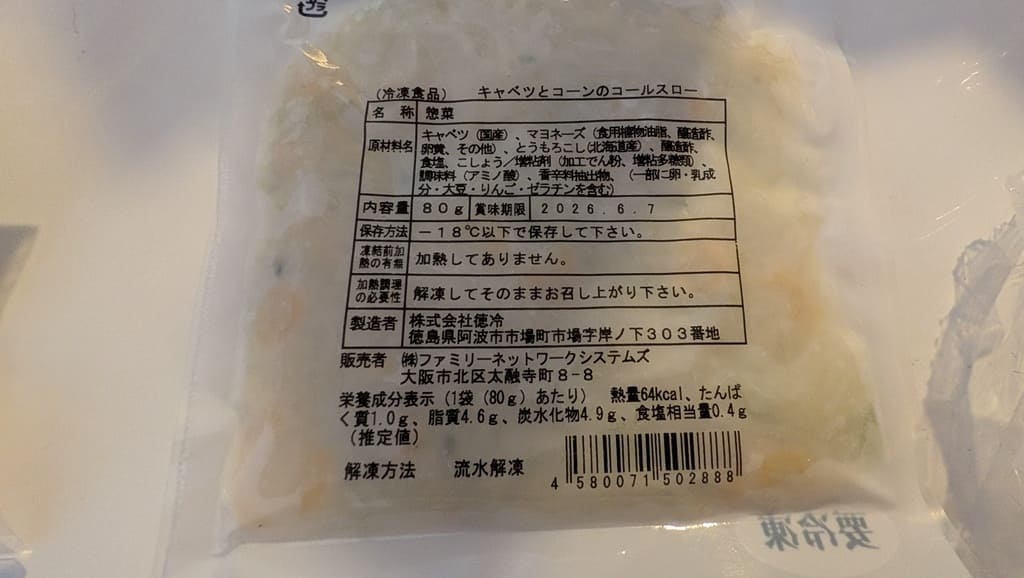 プラ
(冷凍食品) キャベツとコーンのコールスロー
名 称 惣菜
原材料名 キャベツ（国産）、マヨネーズ（食用植物油脂、醸造酢、
卵黄、その他）、とうもろこし（北海道産）、醸造酢、
食塩、こしょう／増粘剤（加工でん粉、増粘多糖類）、
調味料（アミノ酸）、香辛料抽出物、（一部に卵・乳成
分・大豆・りんご・ゼラチンを含む）
内容量 80g 賞味期限 2026.6.7
保存方法 －18℃以下で保存して下さい。
凍結前加熱の有無 加熱してありません。
加熱調理の必要性 解凍してそのままお召し上がり下さい。
製造者 株式会社徳冷
徳島県阿波市市場町市場字岸ノ下303番地
販売者 ㈱ファミリーネットワークシステムズ
大阪市北区太融寺町8-8
栄養成分表示（1袋（80g）あたり） 熱量64kcal、たんぱ
く質1.0g、脂質4.6g、炭水化物4.9g、食塩相当量0.4g
（推定値）
解凍方法 流水解凍
4 580071 502888
要冷凍